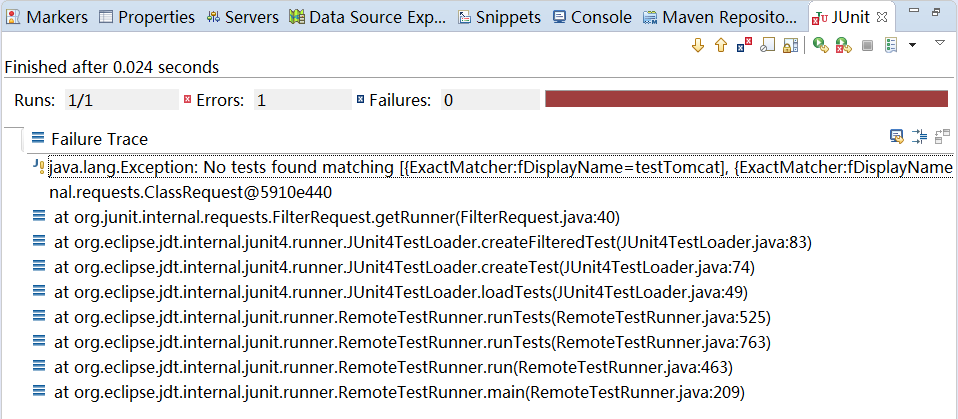 Markers Properties Servers Data Source Exp... Snippets Console Maven Reposito... JUnit
Finished after 0.024 seconds
Runs: 1/1 Errors: 1 Failures: 0
Failure Trace
java.lang.Exception: No tests found matching [{ExactMatcher:fDisplayName=testTomcat], {ExactMatcher:fDisplayName
nal.requests.ClassRequest@5910e440
at org.junit.internal.requests.FilterRequest.getRunner(FilterRequest.java:40)
at org.eclipse.jdt.internal.junit4.runner.JUnit4TestLoader.createFilteredTest(JUnit4TestLoader.java:83)
at org.eclipse.jdt.internal.junit4.runner.JUnit4TestLoader.createTest(JUnit4TestLoader.java:74)
at org.eclipse.jdt.internal.junit4.runner.JUnit4TestLoader.loadTests(JUnit4TestLoader.java:49)
at org.eclipse.jdt.internal.junit.runner.RemoteTestRunner.runTests(RemoteTestRunner.java:525)
at org.eclipse.jdt.internal.junit.runner.RemoteTestRunner.runTests(RemoteTestRunner.java:763)
at org.eclipse.jdt.internal.junit.runner.RemoteTestRunner.run(RemoteTestRunner.java:463)
at org.eclipse.jdt.internal.junit.runner.RemoteTestRunner.main(RemoteTestRunner.java:209)